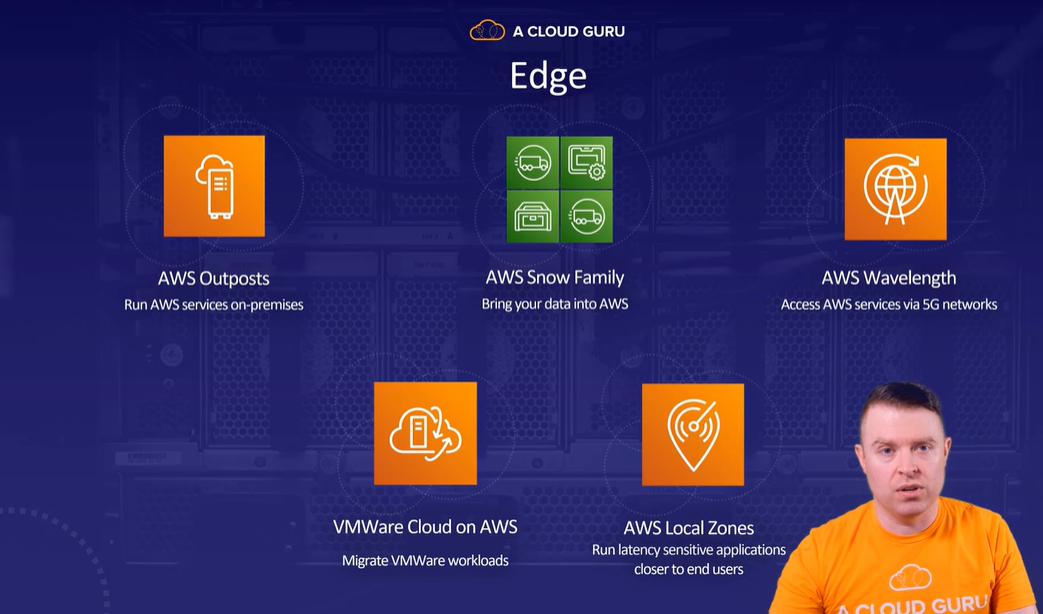 A CLOUD GURU
Edge
AWS Outposts
Run AWS services on-premises
AWS Snow Family
Bring your data into AWS
AWS Wavelength
Access AWS services via 5G networks
VMWare Cloud on AWS
Migrate VMWare workloads
AWS Local Zones
Run latency sensitive applications
closer to end users
A CLOUD GURU